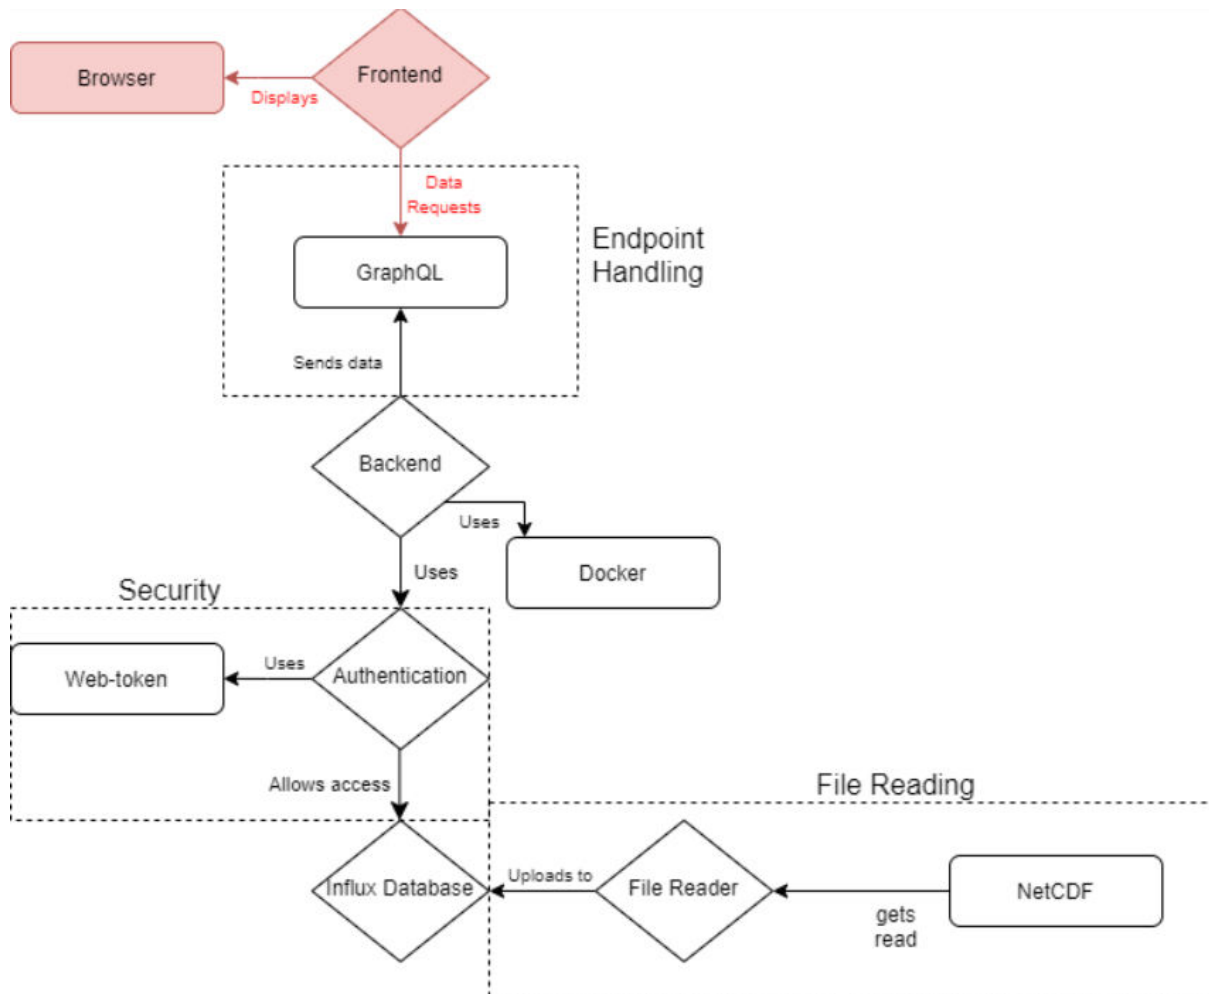 Browser
Frontend
Displays
Data
Requests
Endpoint
Handling
GraphQL
Sends data
Backend
Uses
Docker
Uses
Security
Web-token
Uses
Authentication
Allows access
File Reading
Influx Database
Uploads to
File Reader
gets
read
NetCDF